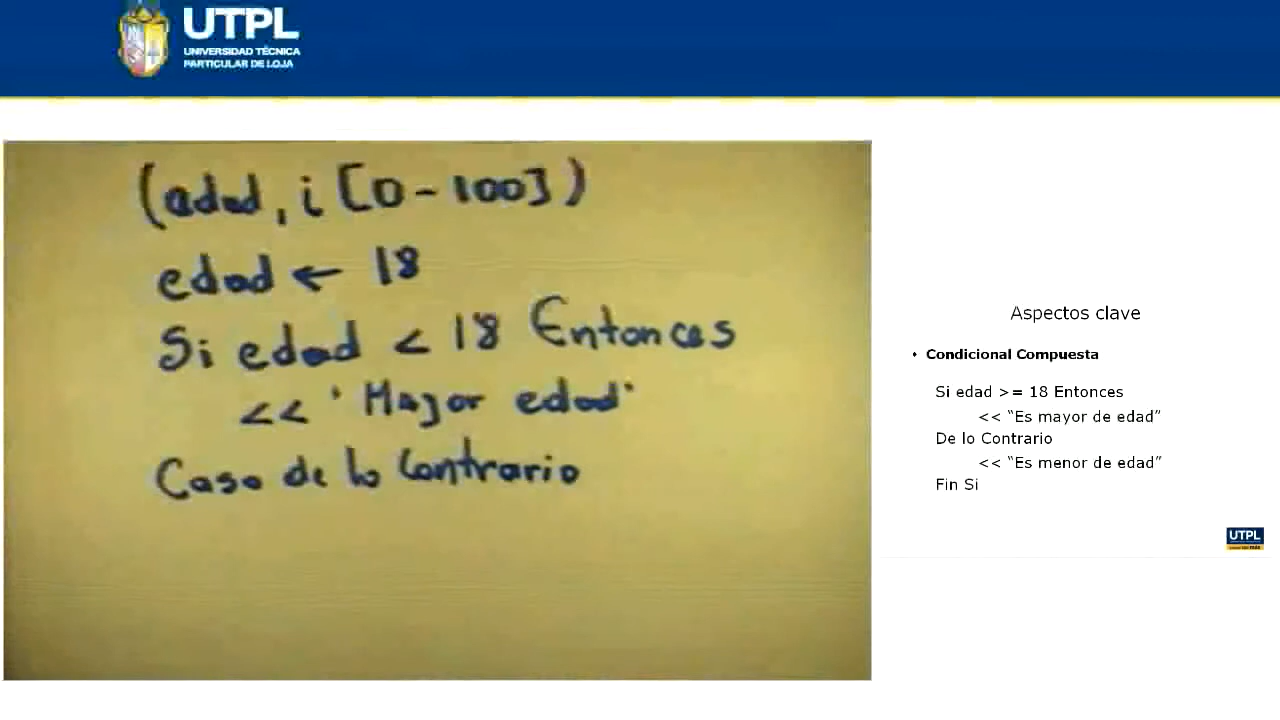 UTPL
UNIVERSIDAD TÉCNICA
PARTICULAR DE LOJA
(edad, i [0-100])
edad ← 18
Si edad < 18 Entonces
<< 'Mayor edad'
Caso de lo Contrario
Aspectos clave
• Condicional Compuesta
Si edad >= 18 Entonces
<< “Es mayor de edad”
De lo Contrario
<< “Es menor de edad”
Fin Si
UTPL